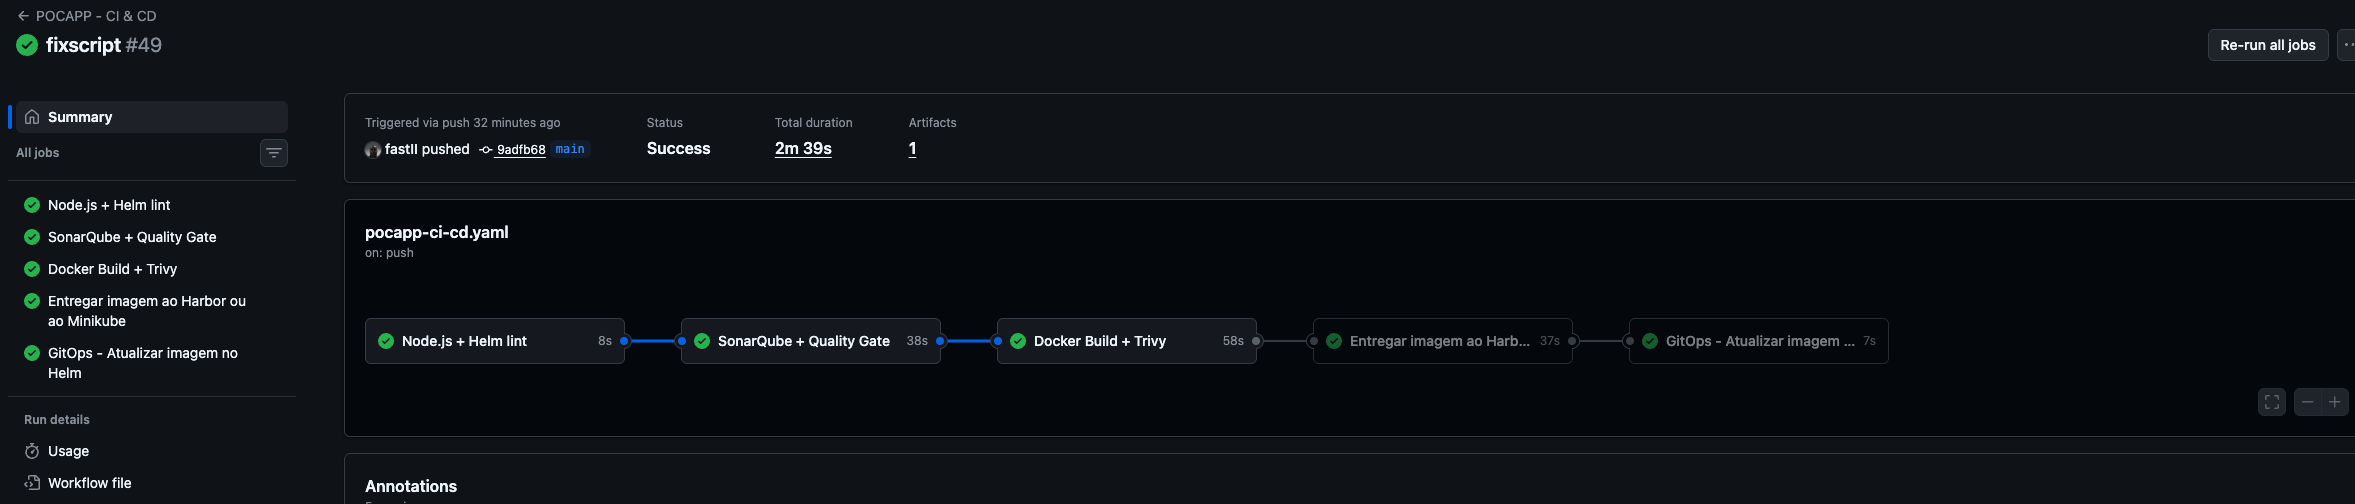 ← POCAPP - CI & CD
fixscript #49
Re-run all jobs
Summary
All jobs
Node.js + Helm lint
SonarQube + Quality Gate
Docker Build + Trivy
Entregar imagem ao Harbor ou
ao Minikube
GitOps - Atualizar imagem no
Helm
Run details
Usage
Workflow file
Triggered via push 32 minutes ago
fastll pushed 9adfb68 main
Status
Success
Total duration
2m 39s
Artifacts
1
pocapp-ci-cd.yaml
on: push
Node.js + Helm lint 8s
SonarQube + Quality Gate 38s
Docker Build + Trivy 58s
Entregar imagem ao Harb... 37s
GitOps - Atualizar imagem ... 7s
Annotations